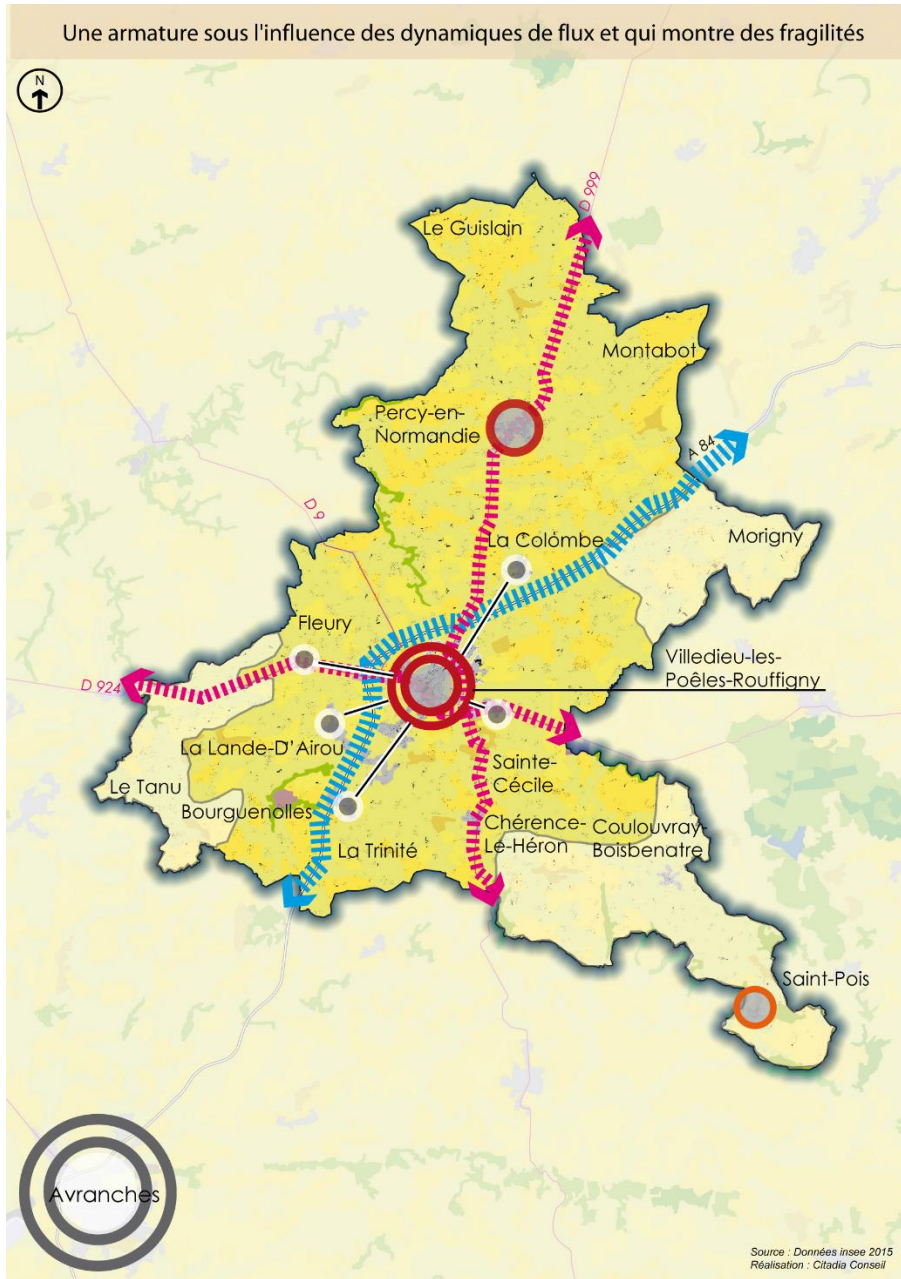 Une armature sous l'influence des dynamiques de flux et qui montre des fragilités
N
D 999
Le Guislain
Montabot
Percy-en-
Normandie
A 84
D 9
La Colombe
Morigny
Fleury
Villedieu-les-
Poêles-Rouffigny
D 924
La Lande-D'Airou
Sainte-
Cécile
Le Tanu
Bourguenolles
Chérence-
Le-Héron
Coulouvray
Boisbenatre
La Trinité
Saint-Pois
Avranches
Source : Données insee 2015
Réalisation : Citadia Conseil